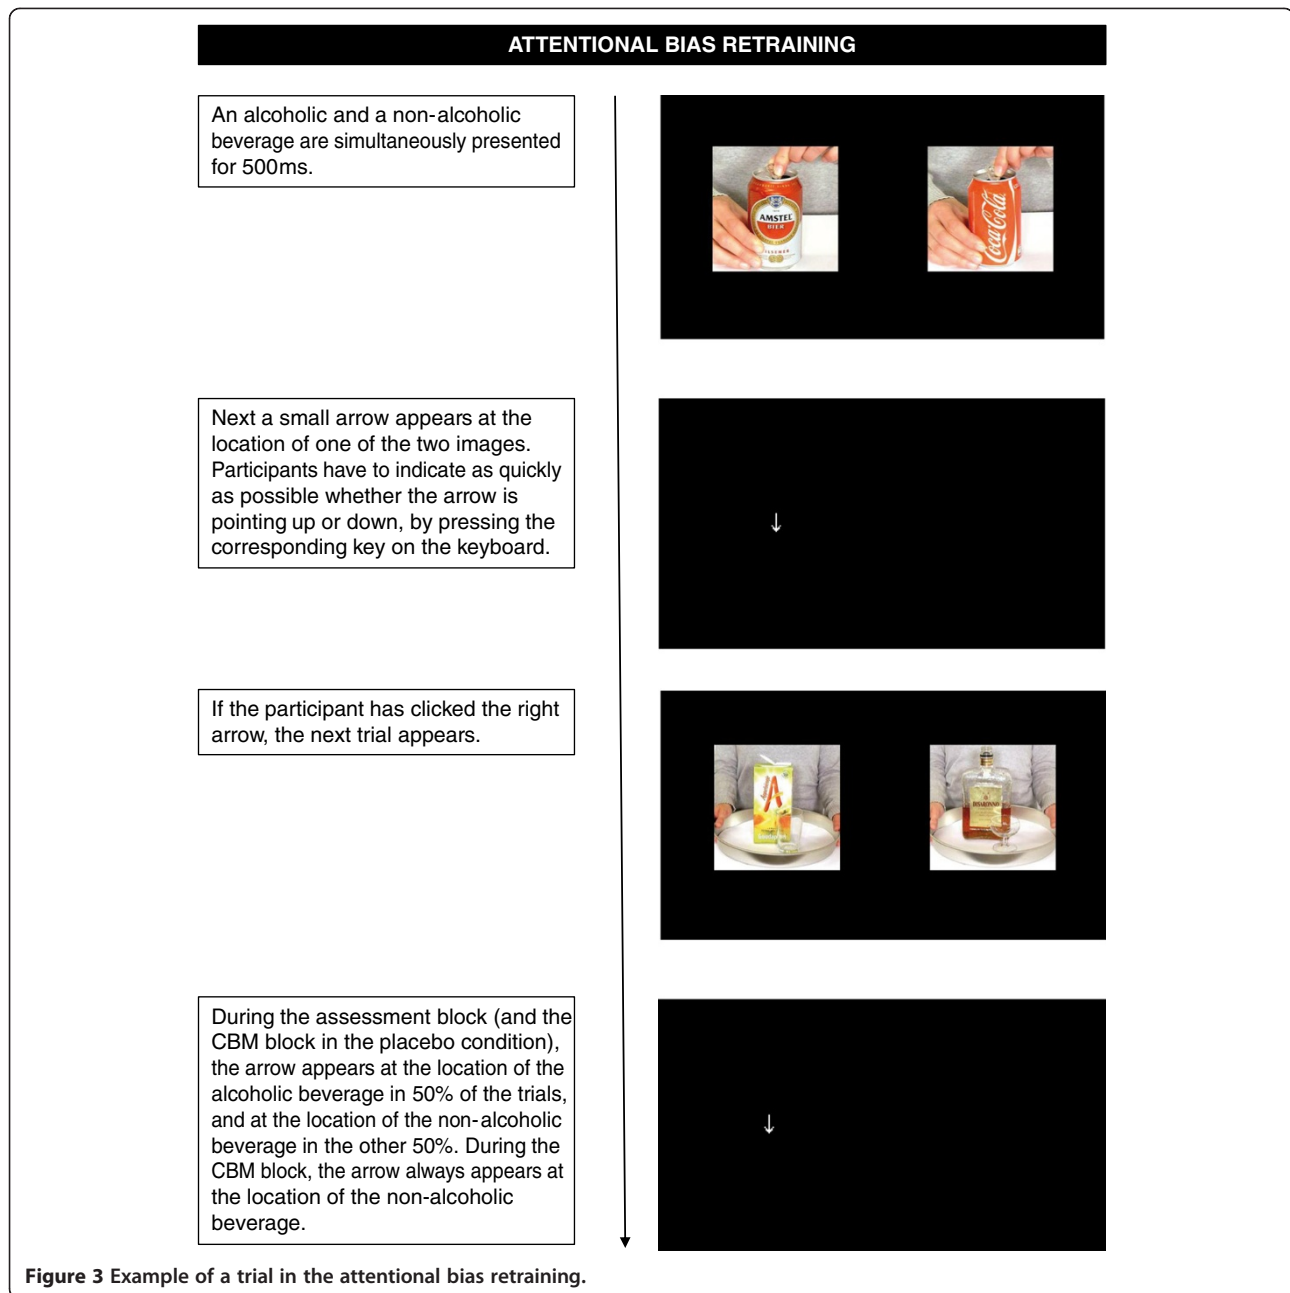 ATTENTIONAL BIAS RETRAINING
An alcoholic and a non-alcoholic
beverage are simultaneously presented
for 500ms.
AMSTEL
BIER
Coca-Cola
Next a small arrow appears at the
location of one of the two images.
Participants have to indicate as quickly
as possible whether the arrow is
pointing up or down, by pressing the
corresponding key on the keyboard.
If the participant has clicked the right
arrow, the next trial appears.
A
DISARONNO
During the assessment block (and the
CBM block in the placebo condition),
the arrow appears at the location of the
alcoholic beverage in 50% of the trials,
and at the location of the non-alcoholic
beverage in the other 50%. During the
CBM block, the arrow always appears at
the location of the non-alcoholic
beverage.
Figure 3 Example of a trial in the attentional bias retraining.